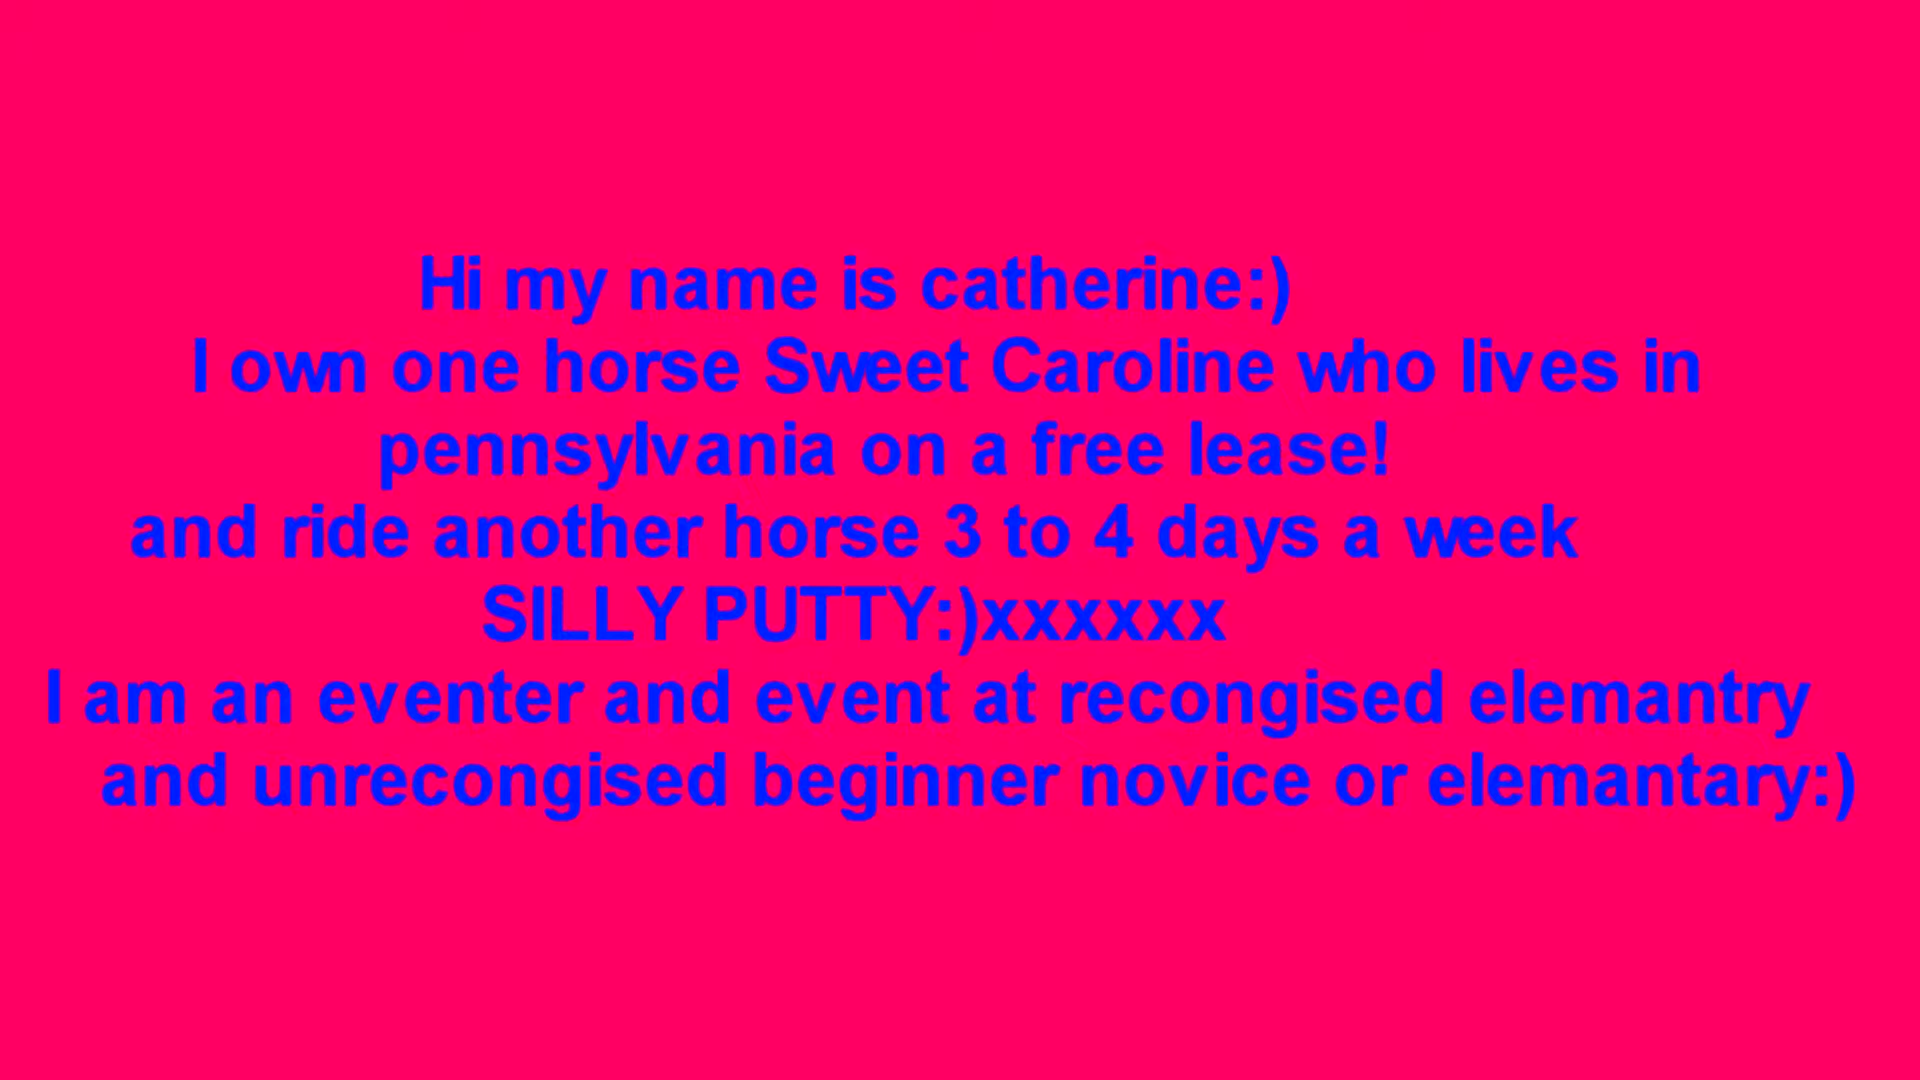 Hi my name is catherine:)
I own one horse Sweet Caroline who lives in
pennsylvania on a free lease!
and ride another horse 3 to 4 days a week
SILLY PUTTY:)xxxxxx
I am an eventer and event at recongised elemantry
and unrecongised beginner novice or elemantary:)